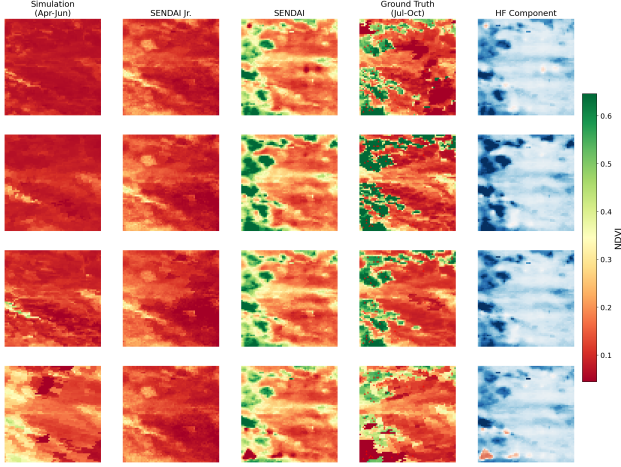 Simulation
(Apr-Jun)
SENDAI Jr.
SENDAI
Ground Truth
(Jul-Oct)
HF Component
0.6
0.5
0.4
0.3
0.2
0.1
NDVI